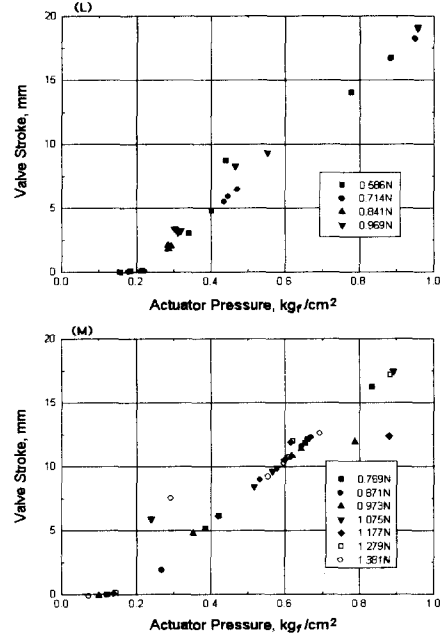 (L)
20
15
10
5
0
Valve Stroke, mm
0.586N
0.714N
0.841N
0.969N
0.0 0.2 0.4 0.6 0.8 1.0
Actuator Pressure, kgf/cm²
(M)
20
15
10
5
0
Valve Stroke, mm
0.769N
0.871N
0.973N
1.075N
1.177N
1.279N
1.381N
0.0 0.2 0.4 0.6 0.8 1.0
Actuator Pressure, kgf/cm²